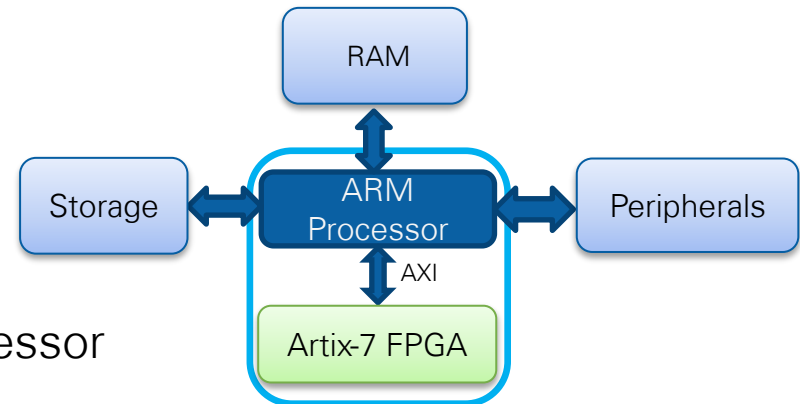 RAM
Storage
ARM
Processor
Peripherals
AXI
essor
Artix-7 FPGA